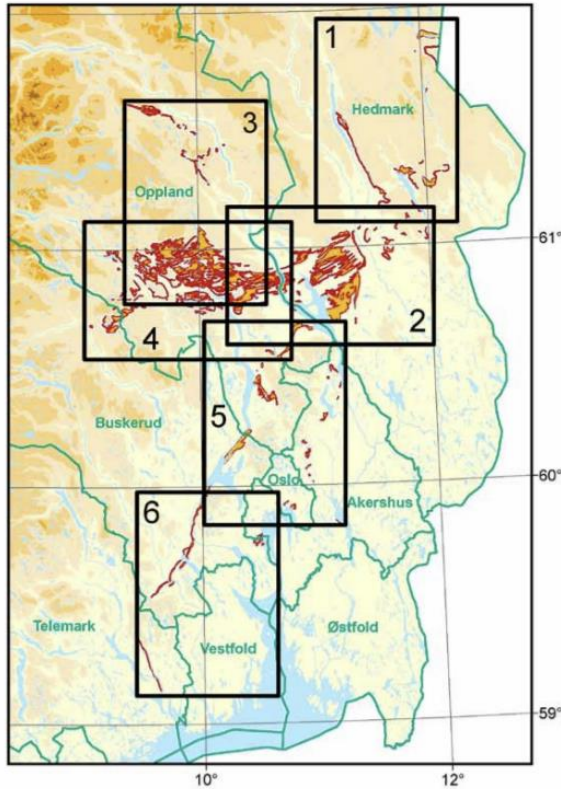 1
Hedmark
3
Oppland
61°
2
4
Buskerud
5
60°
Oslo
6
Akershus
Telemark
Vestfold
Østfold
59°
10°
12°